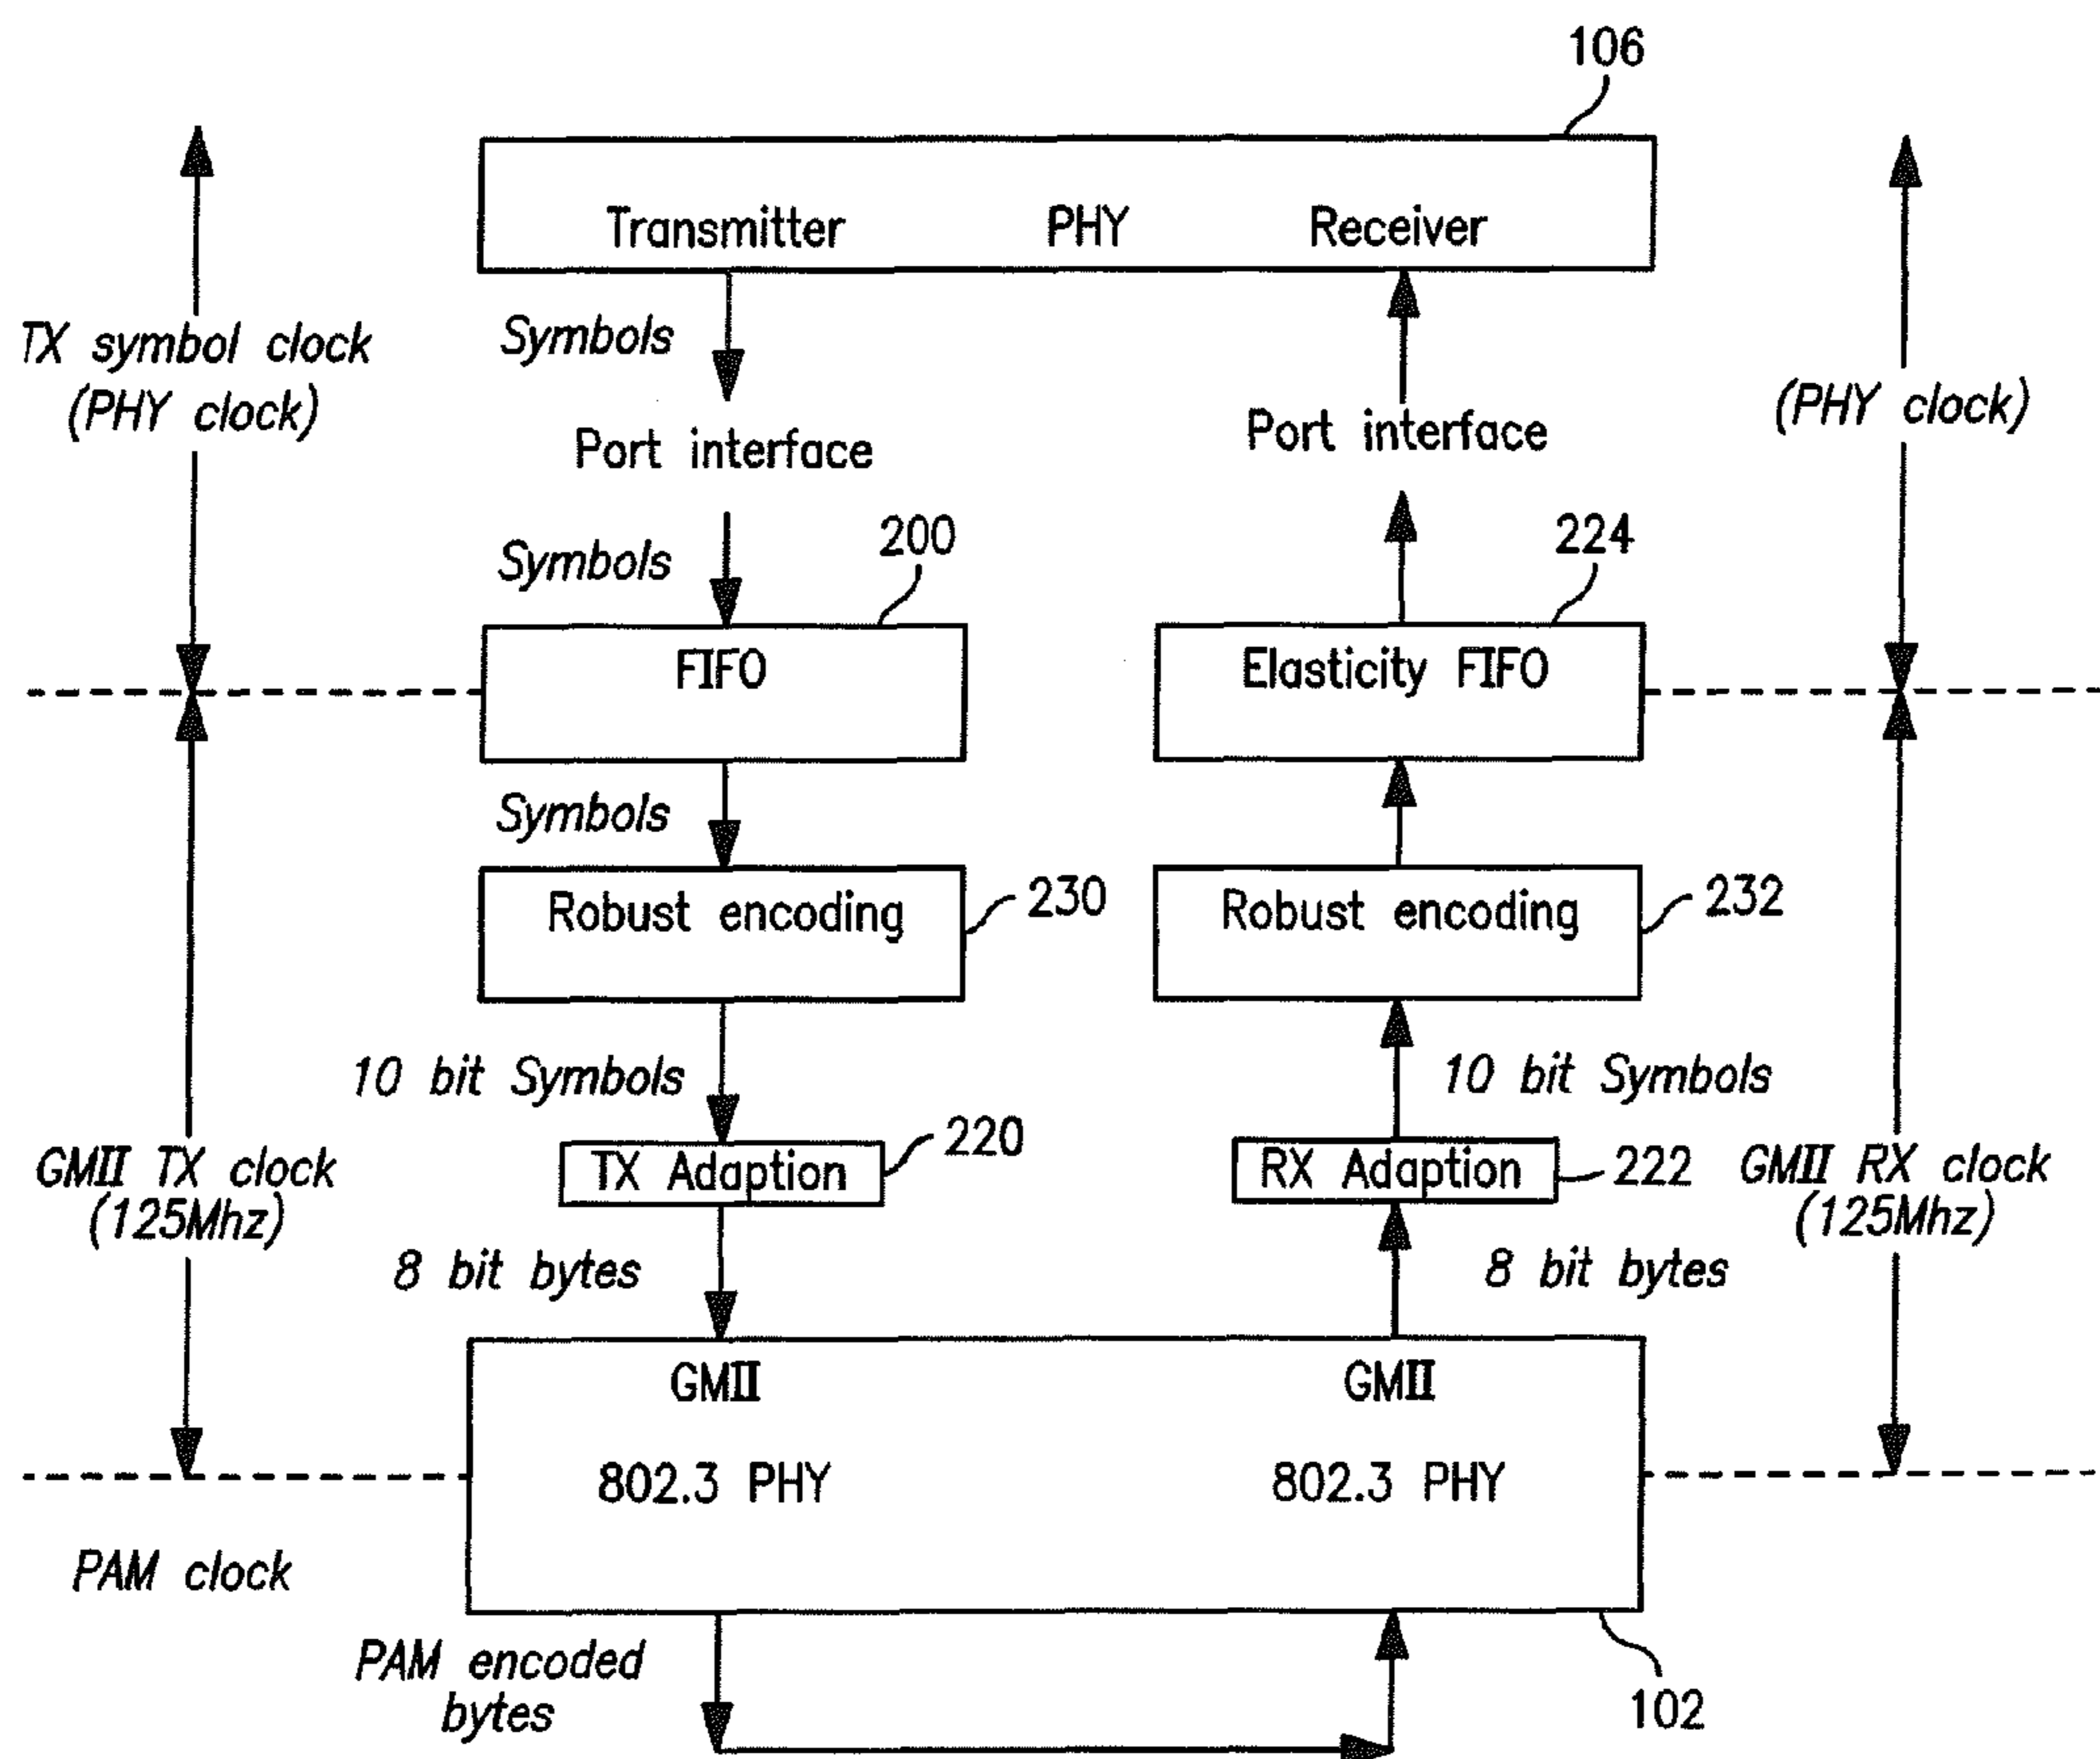 106
Transmitter PHY Receiver
Symbols
TX symbol clock
(PHY clock)
(PHY clock)
Port interface
Port interface
Symbols
200
224
FIFO
Elasticity FIFO
Symbols
Robust encoding
230
Robust encoding
232
10 bit Symbols
10 bit Symbols
GMII TX clock
(125Mhz)
TX Adaption
220
RX Adaption
222
GMII RX clock
(125Mhz)
8 bit bytes
8 bit bytes
GMII
GMII
802.3 PHY
802.3 PHY
PAM clock
PAM encoded
bytes
102